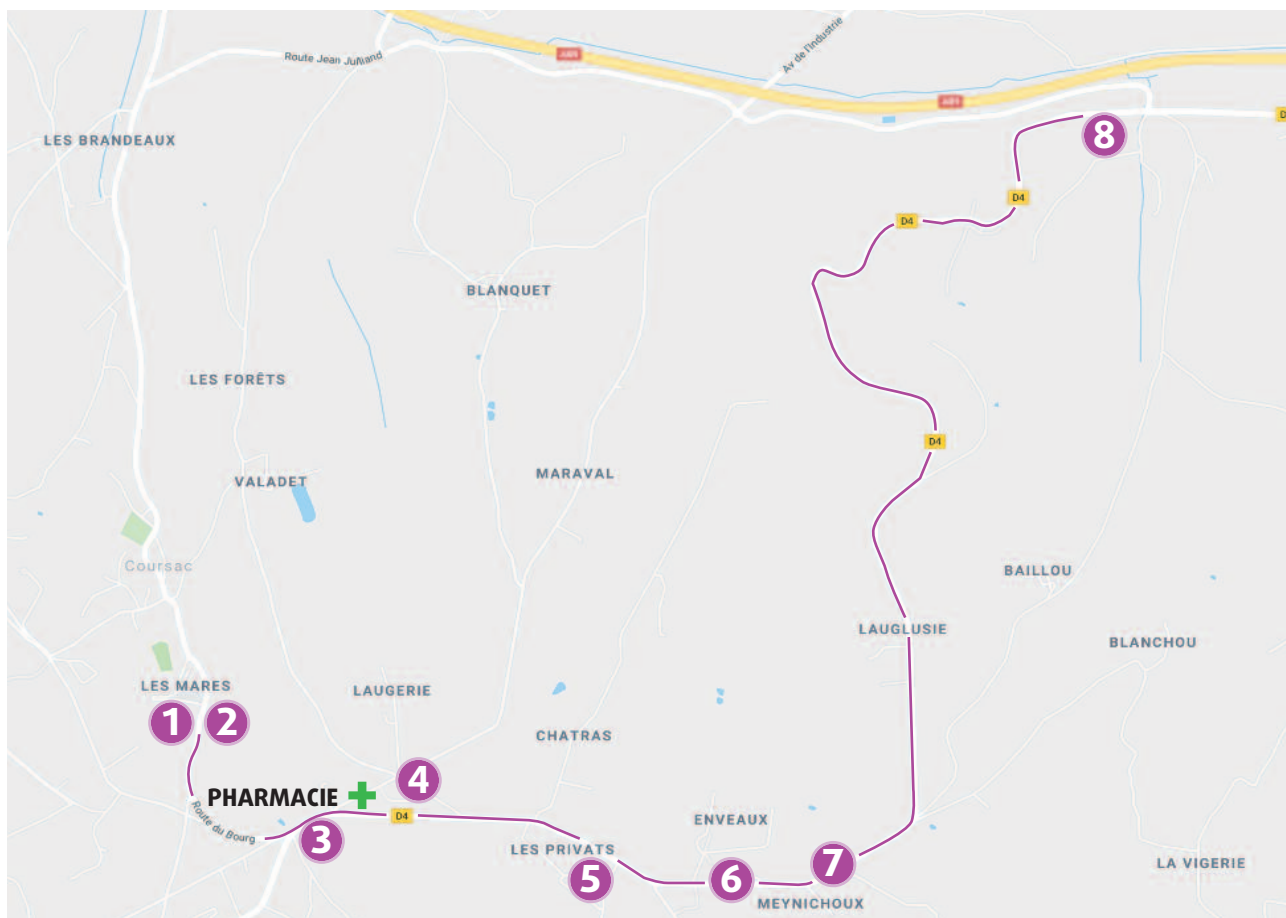 A89
Route Jean Julliand
Av de l'Industrie
A89
D
8
LES BRANDEAUX
D4
D4
BLANQUET
LES FORÊTS
D4
MARAVAL
VALADET
Coursac
BAILLOU
LAUGLUSIE
BLANCHOU
LES MARES
LAUGERIE
1
2
CHATRAS
4
PHARMACIE
Route du Bourg
D4
ENVEAUX
3
LES PRIVATS
LA VIGERIE
7
5
6
MEYNICHOUX